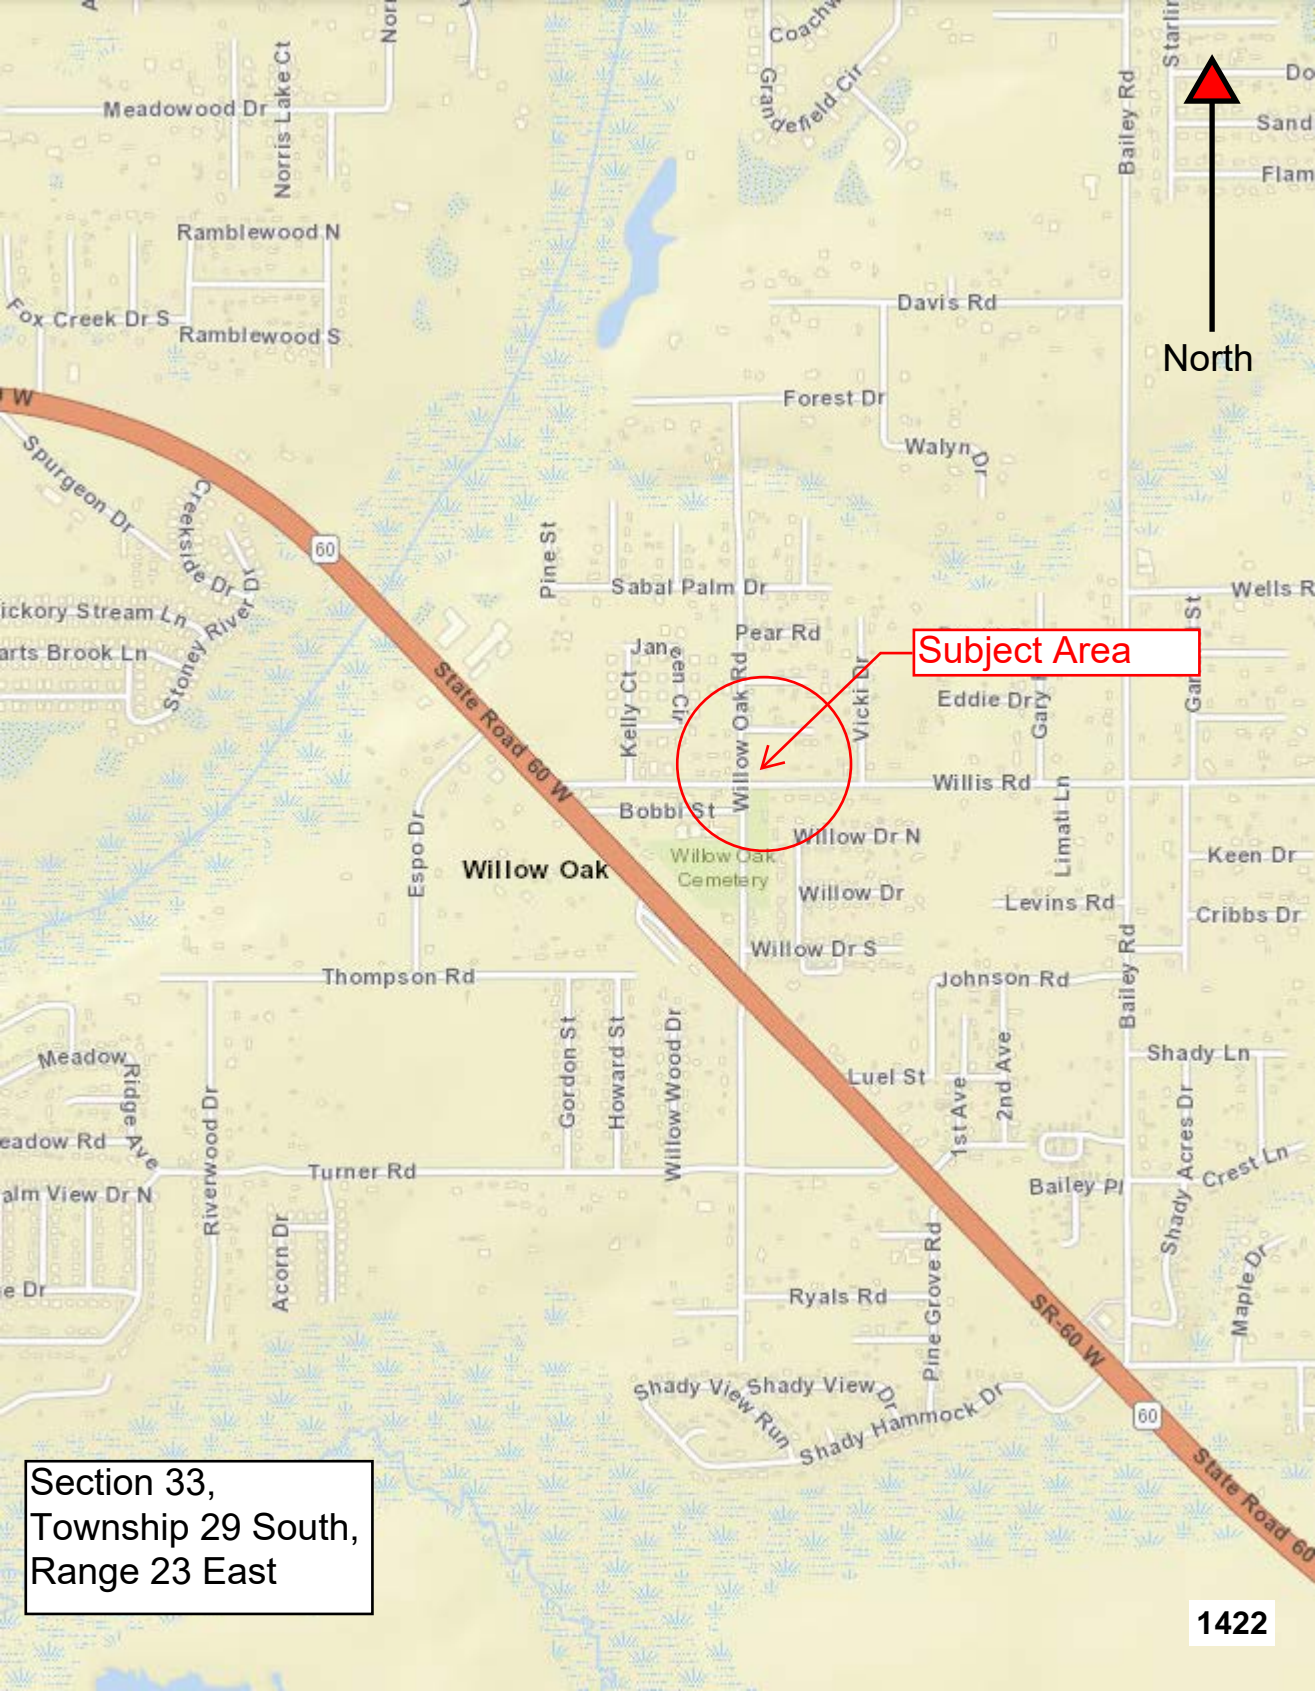 Coachw
Starlin
Nor
Meadowood Dr
Norris Lake Ct
Grandefield Cir
Bailey Rd
Do
Sand
Flam
Ramblewood N
Fox Creek Dr S
Ramblewood S
Davis Rd
North
W
Forest Dr
Walyn Dr
Spurgeon Dr
Creekside Dr
60
Pine St
Sabal Palm Dr
Wells R
ickory Stream Ln
Stoney River Dr
arts Brook Ln
Pear Rd
Janeen Cir
Kelly Ct
Willow Oak Rd
Vicki Dr
Subject Area
Eddie Dr
Gary
Gar
St
State Road 60 W
Willis Rd
Bobbi St
Limati Ln
Espo Dr
Willow Oak
Willow Oak
Cemetery
Willow Dr N
Keen Dr
Willow Dr
Levins Rd
Cribbs Dr
Willow Dr S
Thompson Rd
Johnson Rd
Bailey Rd
Meadow
Ridge Ave
Gordon St
Howard St
Willow Wood Dr
Luel St
1st Ave
2nd Ave
Shady Ln
eadow Rd
Riverwood Dr
Turner Rd
Shady Acres Dr
Crest Ln
alm View Dr N
Bailey Pl
Acorn Dr
Pine Grove Rd
Maple Dr
e Dr
Ryals Rd
SR-60 W
Shady View Run
Shady View Dr
Shady Hammock Dr
60
State Road 60
Section 33,
Township 29 South,
Range 23 East
1422